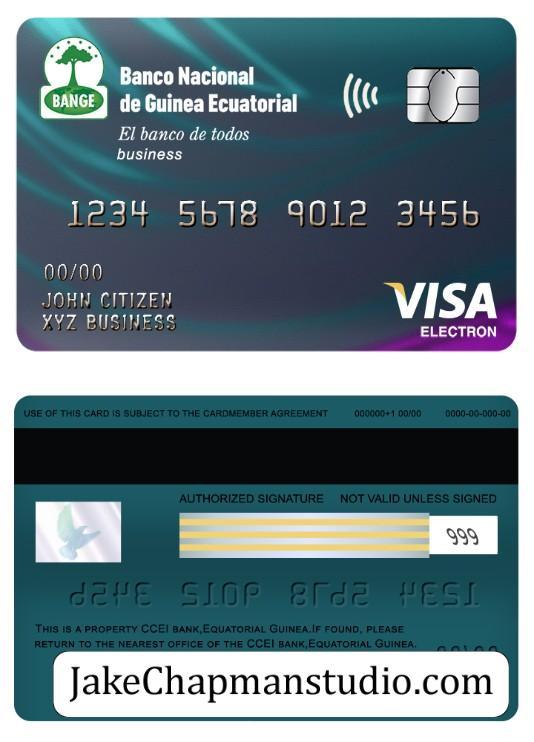 BANGE
Banco Nacional
de Guinea Ecuatorial
El banco de todos
business
1234 5678 9012 3456
00/00
JOHN CITIZEN
XYZ BUSINESS
VISA
ELECTRON
USE OF THIS CARD IS SUBJECT TO THE CARDMEMBER AGREEMENT 000000+1 00/00 0000-00-000-00
AUTHORIZED SIGNATURE NOT VALID UNLESS SIGNED
999
THIS IS A PROPERTY CCEI BANK,EQUATORIAL GUINEA.IF FOUND, PLEASE
RETURN TO THE NEAREST OFFICE OF THE CCEI BANK,EQUATORIAL GUINEA.
JakeChapmanstudio.com